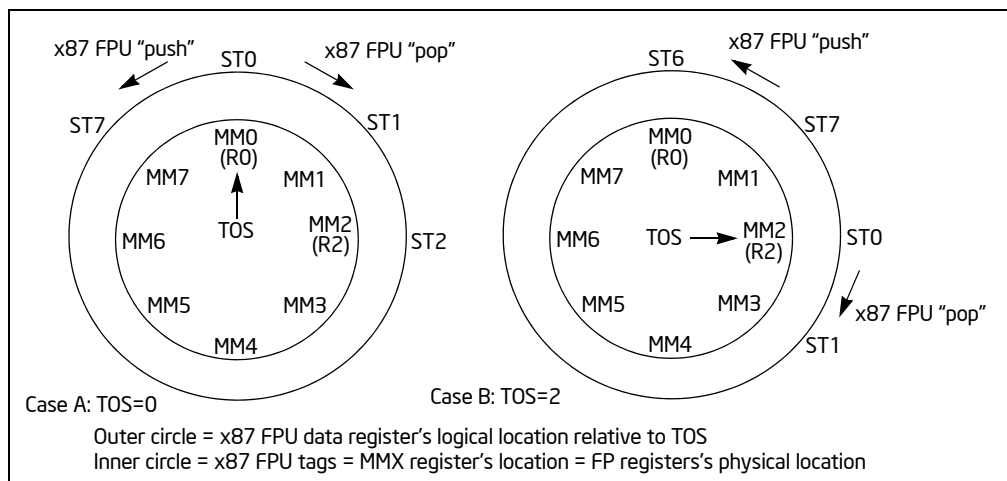 x87 FPU “push”
ST0
x87 FPU “pop”
ST7
ST1
MM0
(R0)
MM7
MM1
MM6
TOS
MM2
(R2)
ST2
MM5
MM3
MM4
Case A: TOS=0
x87 FPU “push”
ST6
ST7
MM0
(R0)
MM7
MM1
MM6
TOS
MM2
(R2)
ST0
MM5
MM3
x87 FPU “pop”
MM4
ST1
Case B: TOS=2
Outer circle = x87 FPU data register’s logical location relative to TOS
Inner circle = x87 FPU tags = MMX register’s location = FP registers’s physical location